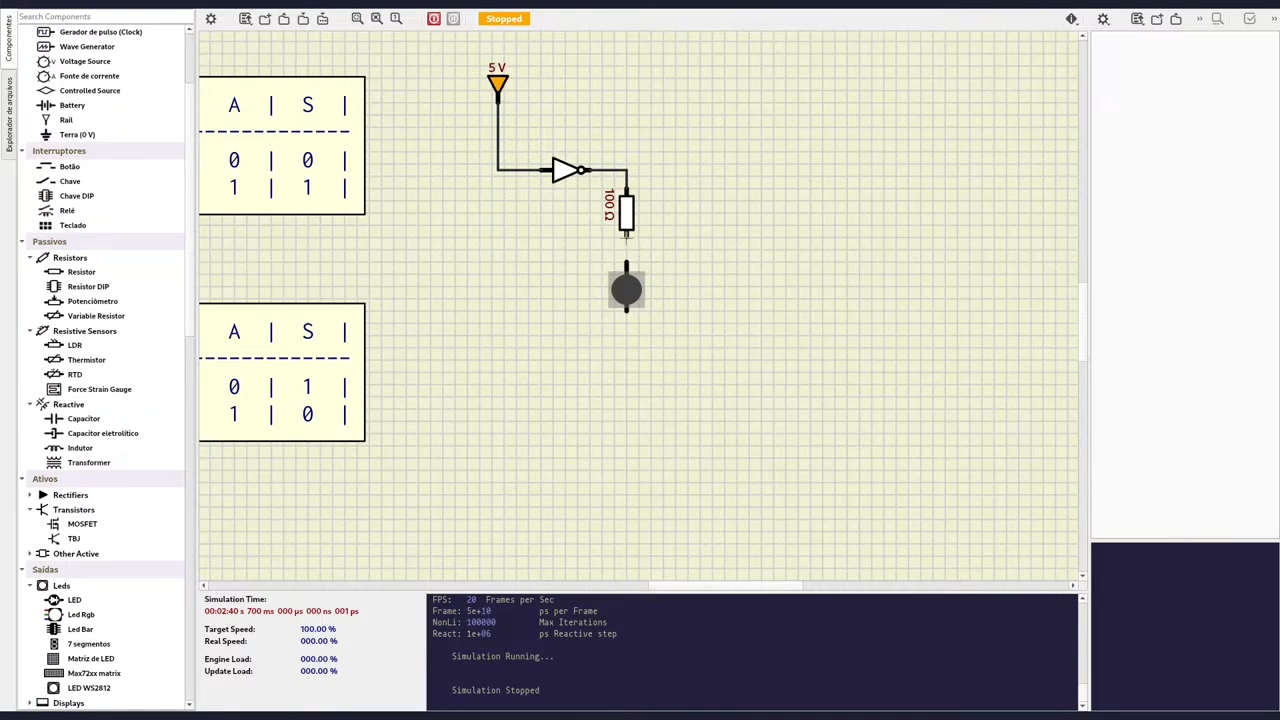 Search Components
Componentes
Explorador de arquivos
Gerador de pulso (Clock)
Wave Generator
Voltage Source
Fonte de corrente
Controlled Source
Battery
Rail
Terra (0 V)
Interruptores
Botão
Chave
Chave DIP
Relé
Teclado
Passivos
Resistors
Resistor
Resistor DIP
Potenciômetro
Variable Resistor
Resistive Sensors
LDR
Thermistor
RTD
Force Strain Gauge
Reactive
Capacitor
Capacitor eletrolítico
Indutor
Transformer
Ativos
Rectifiers
Transistors
MOSFET
TBJ
Other Active
Saídas
Leds
LED
Led Rgb
Led Bar
7 segmentos
Matriz de LED
Max72xx matrix
LED WS2812
Displays
Stopped
A | S |
------------
0 | 0 |
1 | 1 |
A | S |
------------
0 | 1 |
1 | 0 |
5 V
100 Ω
Simulation Time:
00:02:40 s 700 ms 000 µs 000 ns 001 ps
Target Speed: 100.00 %
Real Speed: 000.00 %
Engine Load: 000.00 %
Update Load: 000.00 %
FPS: 20 Frames per Sec
Frame: 5e+10 ps per Frame
NonLi: 100000 Max Iterations
React: 1e+06 ps Reactive step
Simulation Running...
Simulation Stopped